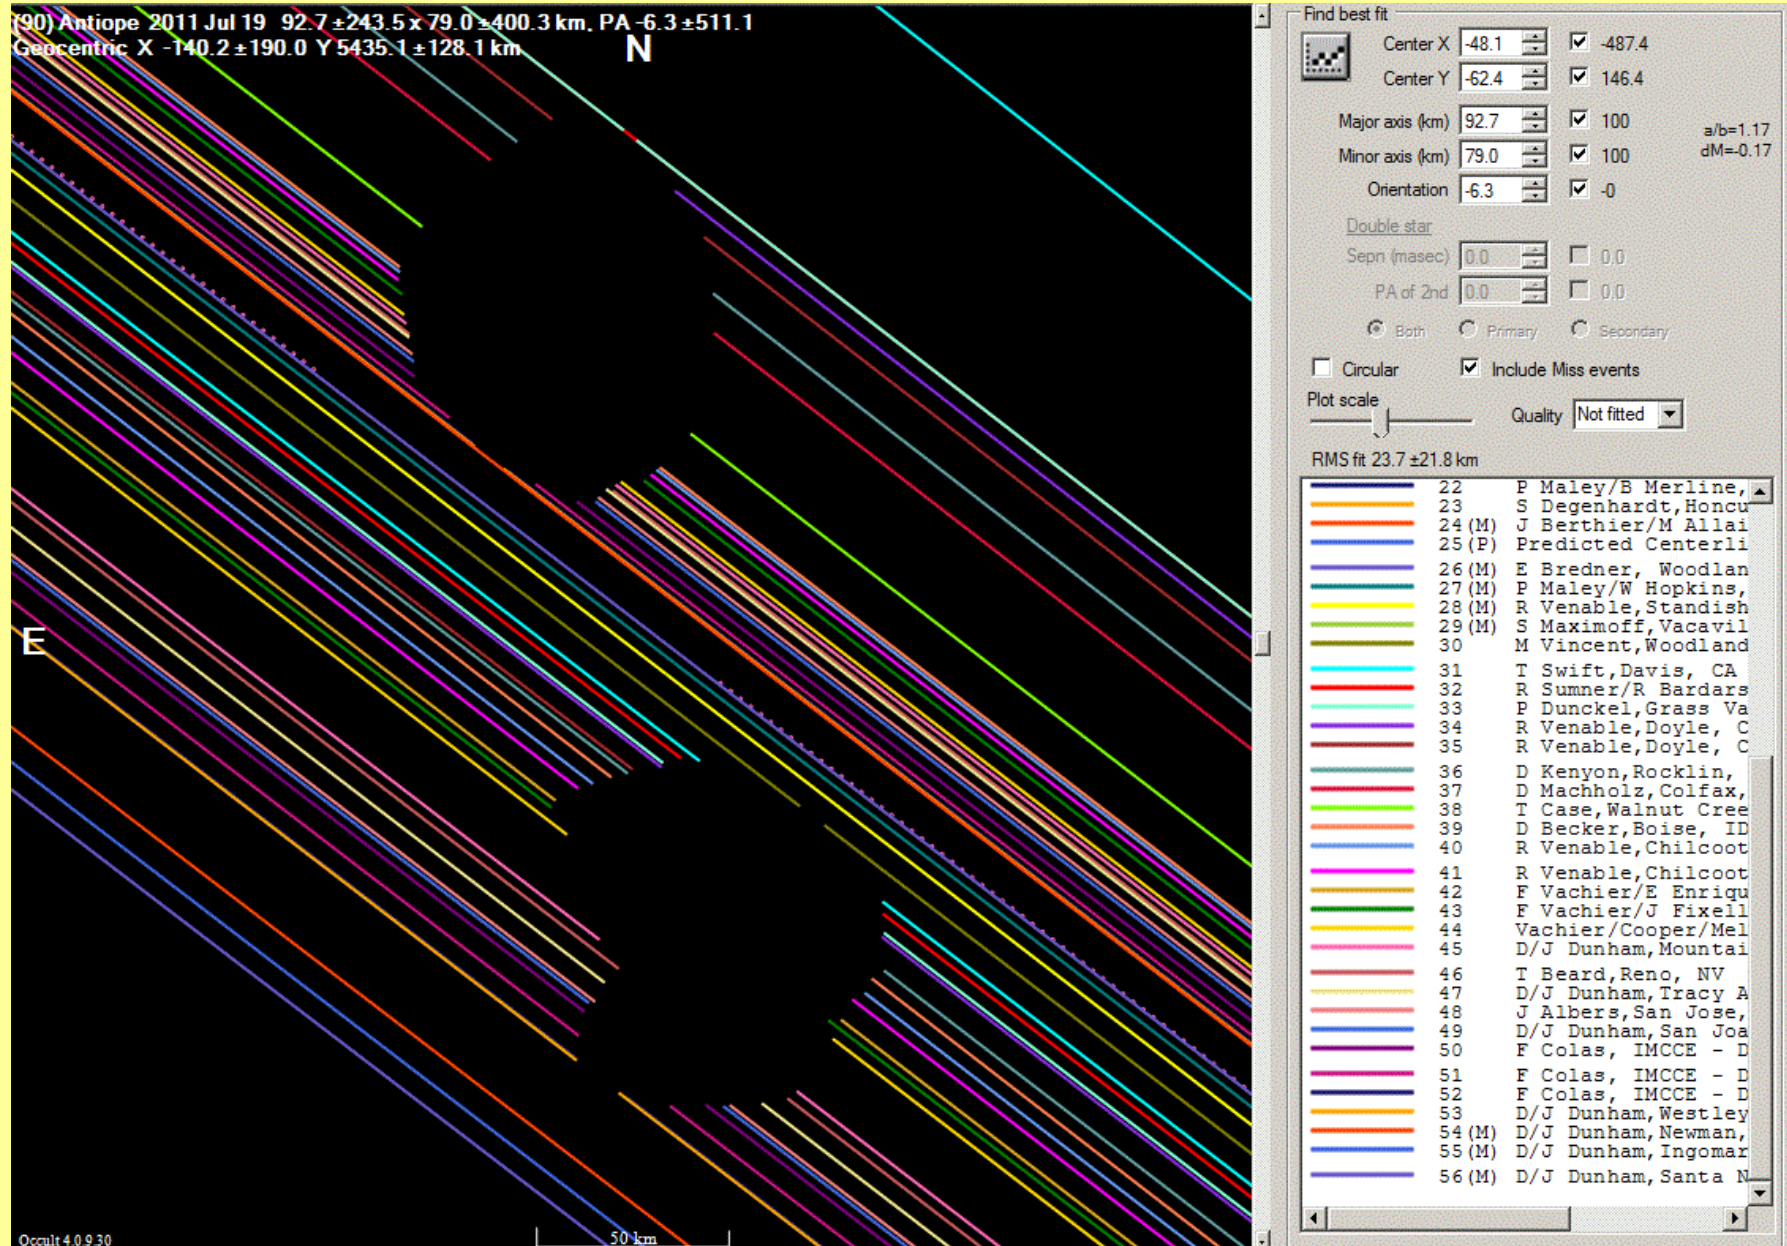 (90) Antiope 2011 Jul 19 92.7 ±243.5 x 79.0 ±400.3 km, PA -6.3 ±511.1
Geocentric X -140.2 ±190.0 Y 5435.1 ±128.1 km
N
E
50 km
Occult 4.0.9.30
Find best fit
Center X -48.1 -487.4
Center Y -62.4 146.4
Major axis (km) 92.7 100
a/b=1.17
Minor axis (km) 79.0 100
dM=-0.17
Orientation -6.3 -0
Double star
Sepn (masec) 0.0 0.0
PA of 2nd 0.0 0.0
Both Primary Secondary
Circular Include Miss events
Plot scale
Quality Not fitted
RMS fit 23.7 ±21.8 km
22 P Maley/B Merline,
23 S Degenhardt,Honcu
24(M) J Berthier/M Allai
25(P) Predicted Centerli
26(M) E Bredner, Woodlan
27(M) P Maley/W Hopkins,
28(M) R Venable,Standish
29(M) S Maximoff,Vacavil
30 M Vincent,Woodland
31 T Swift,Davis, CA
32 R Sumner/R Bardars
33 P Dunckel,Grass Va
34 R Venable,Doyle, C
35 R Venable,Doyle, C
36 D Kenyon,Rocklin,
37 D Machholz,Colfax,
38 T Case,Walnut Cree
39 D Becker,Boise, ID
40 R Venable,Chilcoot
41 R Venable,Chilcoot
42 F Vachier/E Enriqu
43 F Vachier/J Fixell
44 Vachier/Cooper/Mel
45 D/J Dunham,Mountai
46 T Beard,Reno, NV
47 D/J Dunham,Tracy A
48 J Albers,San Jose,
49 D/J Dunham,San Joa
50 F Colas, IMCCE - D
51 F Colas, IMCCE - D
52 F Colas, IMCCE - D
53 D/J Dunham,Westley
54(M) D/J Dunham,Newman,
55(M) D/J Dunham,Ingomar
56(M) D/J Dunham,Santa N